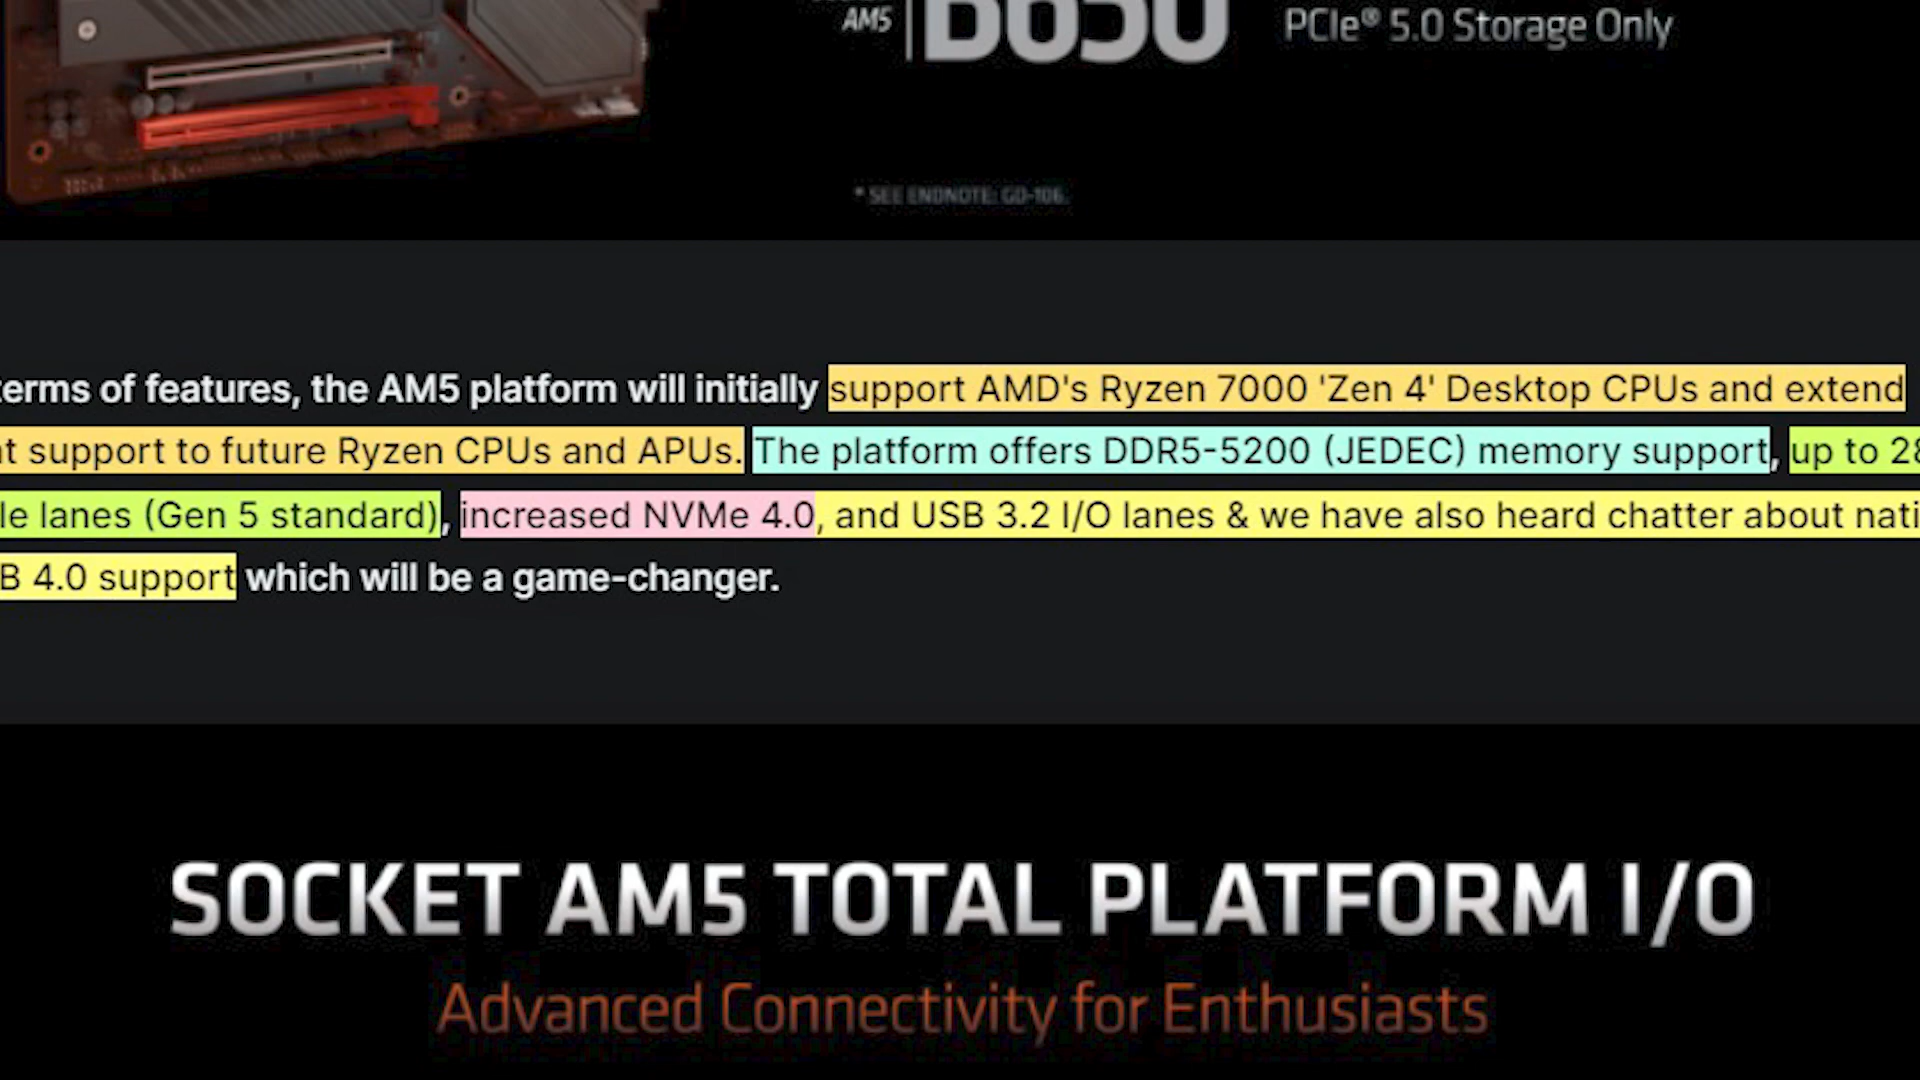 AM5 B650 PCIe® 5.0 Storage Only
* SEE ENDNOTE: GD-106.
terms of features, the AM5 platform will initially support AMD's Ryzen 7000 'Zen 4' Desktop CPUs and extend
support to future Ryzen CPUs and APUs. The platform offers DDR5-5200 (JEDEC) memory support, up to 28
lanes (Gen 5 standard), increased NVMe 4.0, and USB 3.2 I/O lanes & we have also heard chatter about nati
B 4.0 support which will be a game-changer.
SOCKET AM5 TOTAL PLATFORM I/O
Advanced Connectivity for Enthusiasts